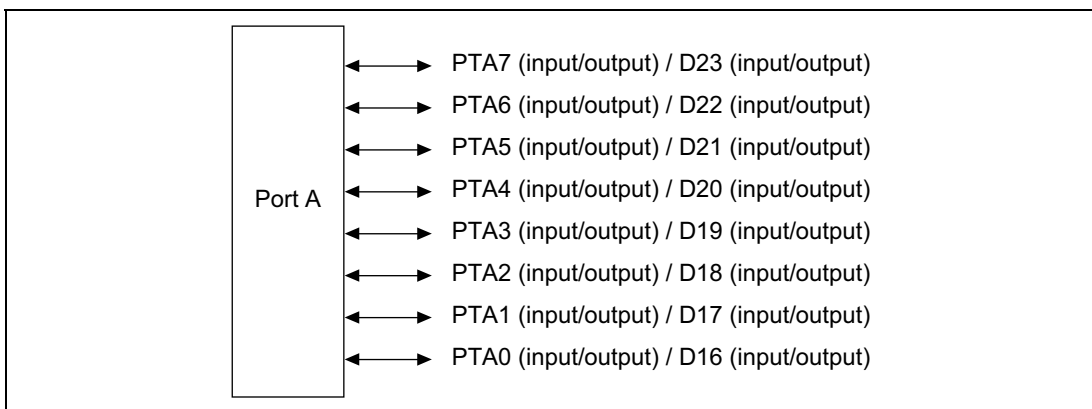 Port A
PTA7 (input/output) / D23 (input/output)
PTA6 (input/output) / D22 (input/output)
PTA5 (input/output) / D21 (input/output)
PTA4 (input/output) / D20 (input/output)
PTA3 (input/output) / D19 (input/output)
PTA2 (input/output) / D18 (input/output)
PTA1 (input/output) / D17 (input/output)
PTA0 (input/output) / D16 (input/output)